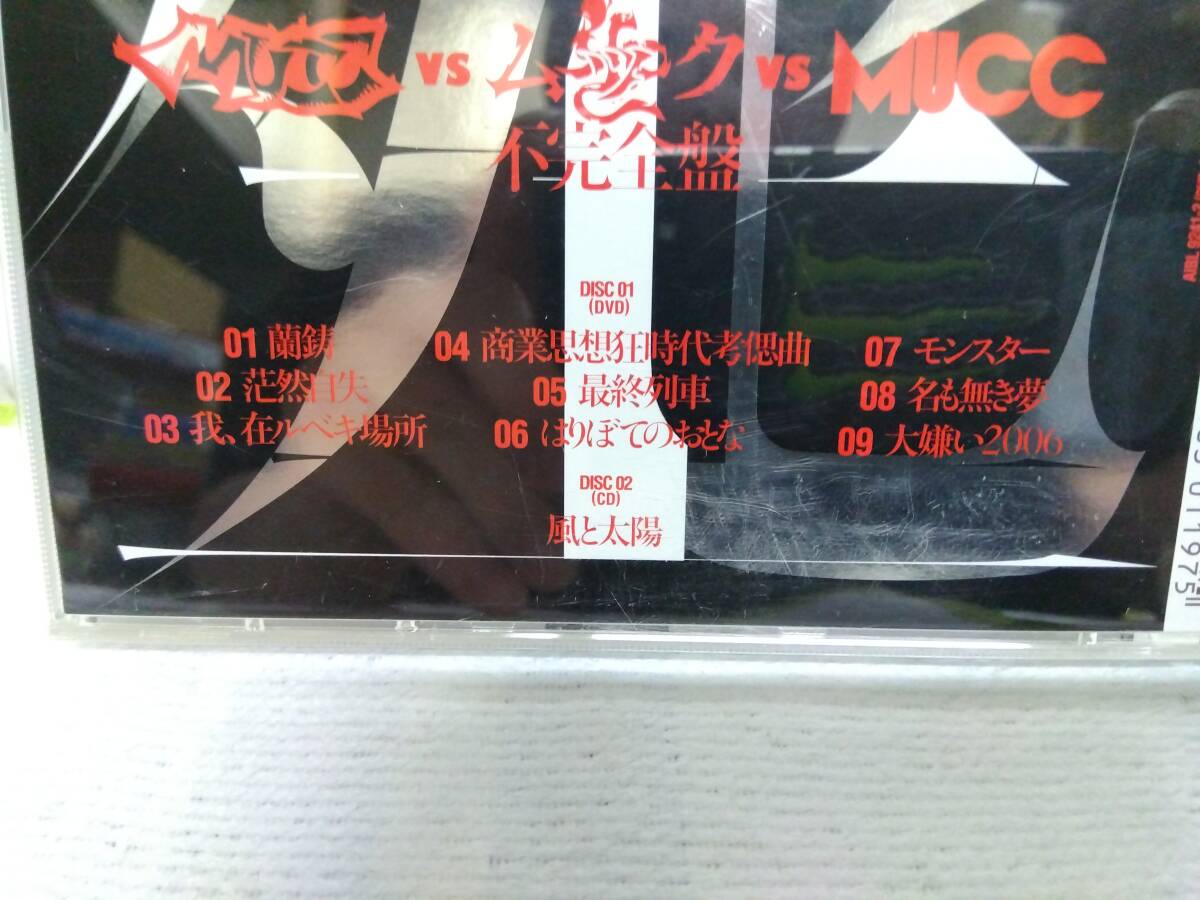 MUCC vs ムック vs MUCC
不完全盤
DISC 01
(DVD)
01 蘭鋳
02 茫然自失
03 我、在ルベキ場所
04 商業思想狂時代考偲曲
05 最終列車
06 はりぼてのおとな
07 モンスター
08 名も無き夢
09 大嫌い2006
DISC 02
(CD)
風と太陽